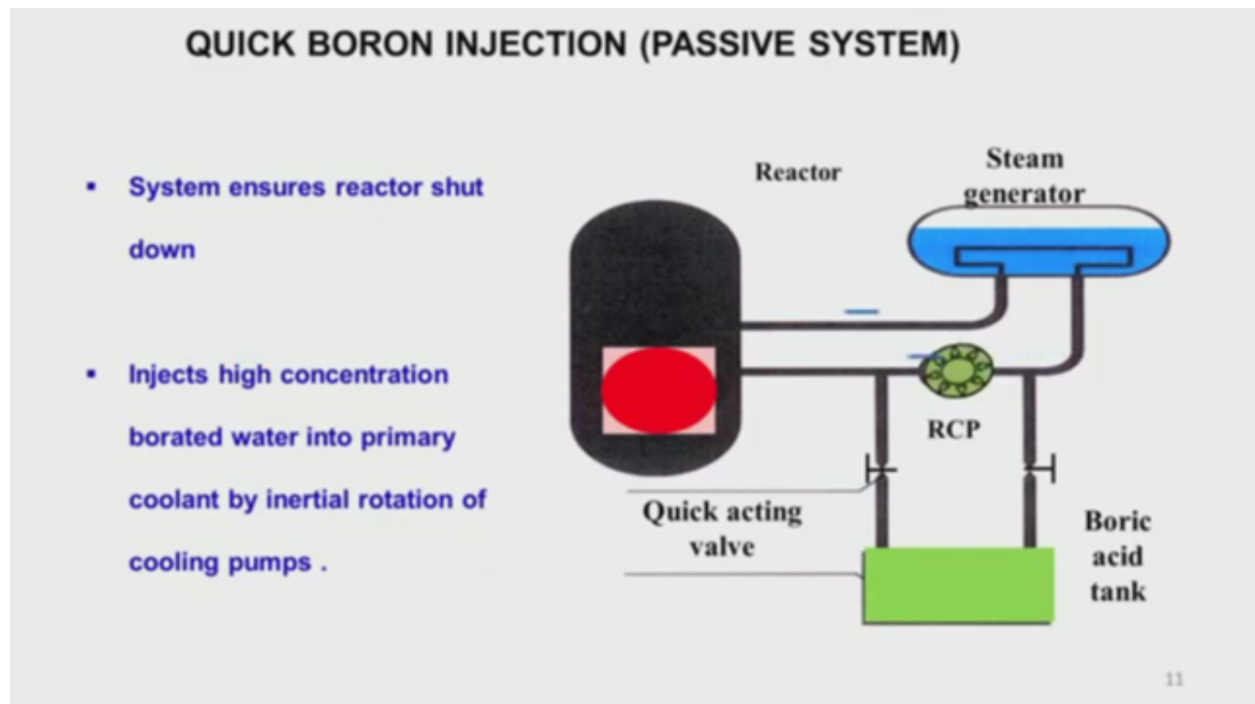 QUICK BORON INJECTION (PASSIVE SYSTEM)
▪ System ensures reactor shut
down
▪ Injects high concentration
borated water into primary
coolant by inertial rotation of
cooling pumps .
Reactor
Steam
generator
RCP
Quick acting
valve
Boric
acid
tank
11